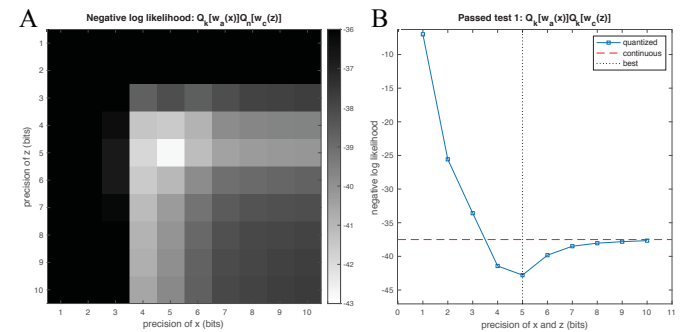 A
Negative log likelihood: Q_k[w_a(x)]Q_n[w_c(z)]
precision of z (bits)
1
2
3
4
5
6
7
8
9
10
1 2 3 4 5 6 7 8 9 10
precision of x (bits)
-36
-37
-38
-39
-40
-41
-42
-43
B
Passed test 1: Q_k[w_a(x)]Q_k[w_c(z)]
negative log likelihood
-10
-15
-20
-25
-30
-35
-40
-45
0 1 2 3 4 5 6 7 8 9 10 11
precision of x and z (bits)
quantized
continuous
best